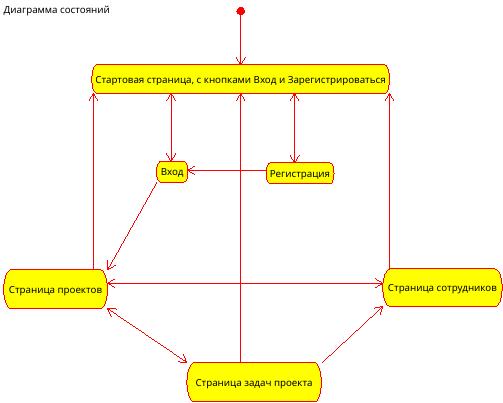 Диаграмма состояний
Стартовая страница, с кнопками Вход и Зарегистрироваться
Вход
Регистрация
Страница проектов
Страница сотрудников
Страница задач проекта